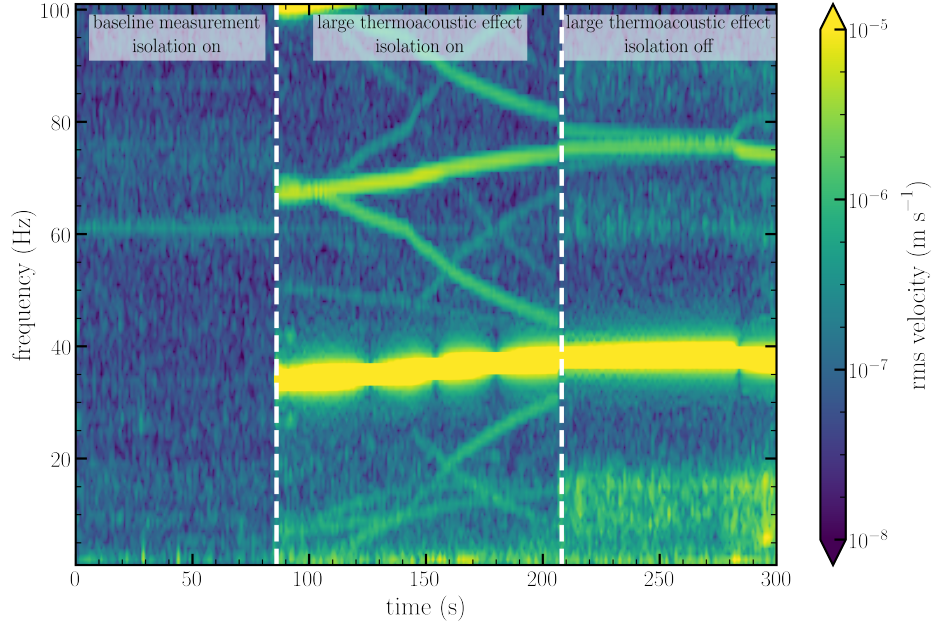 baseline measurement
isolation on
large thermoacoustic effect
isolation on
large thermoacoustic effect
isolation off
100
80
60
40
20
frequency (Hz)
0
50
100
150
200
250
300
time (s)
10⁻⁵
10⁻⁶
10⁻⁷
10⁻⁸
rms velocity (m s⁻¹)